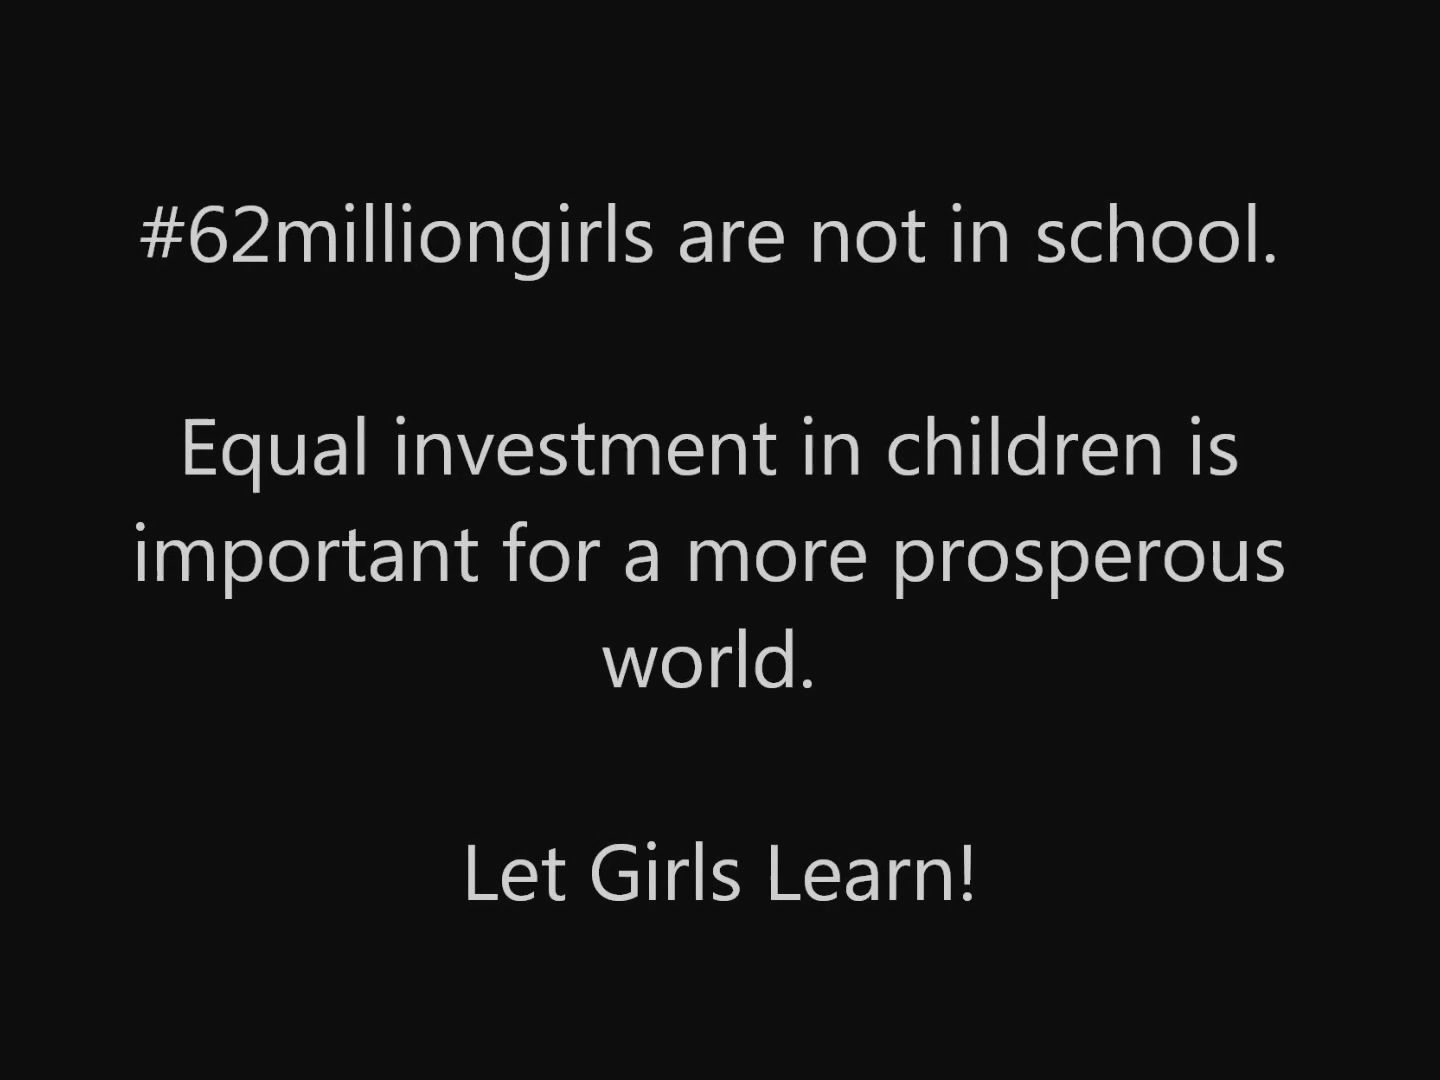 #62milliongirls are not in school.
Equal investment in children is
important for a more prosperous
world.
Let Girls Learn!